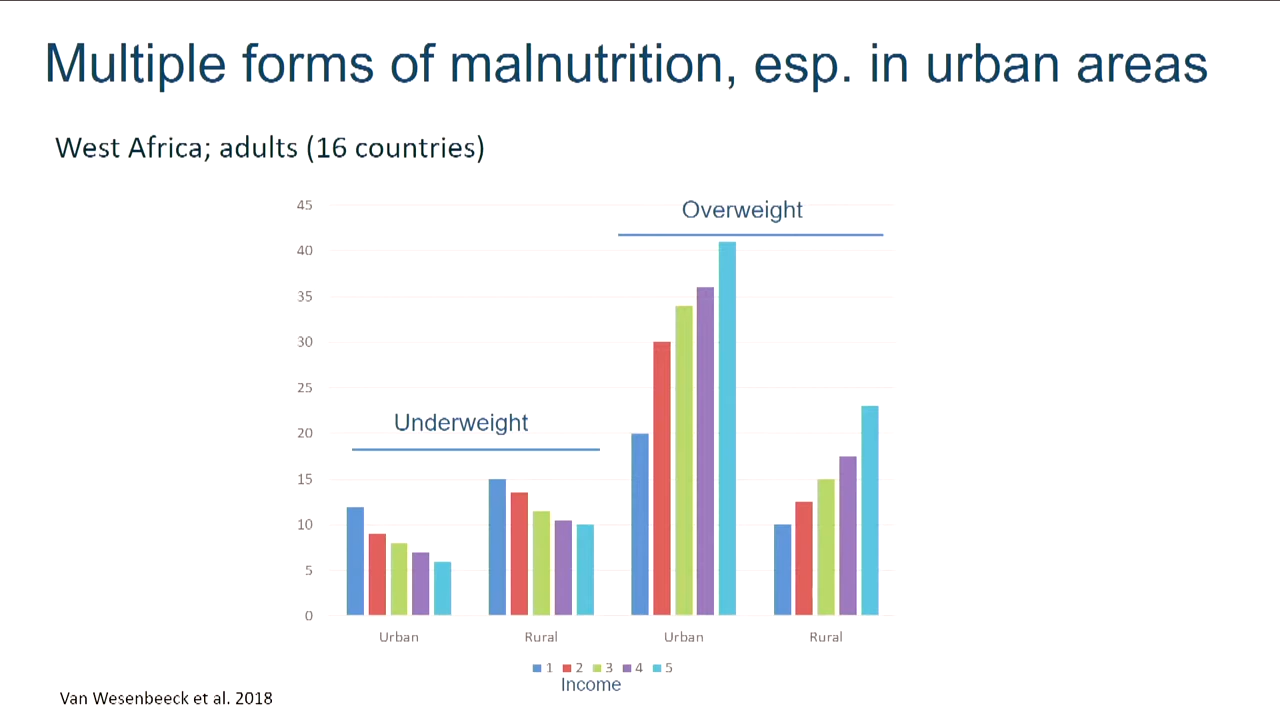 Multiple forms of malnutrition, esp. in urban areas
West Africa; adults (16 countries)
Overweight
Underweight
45
40
35
30
25
20
15
10
5
0
Urban Rural Urban Rural
1 2 3 4 5
Income
Van Wesenbeeck et al. 2018